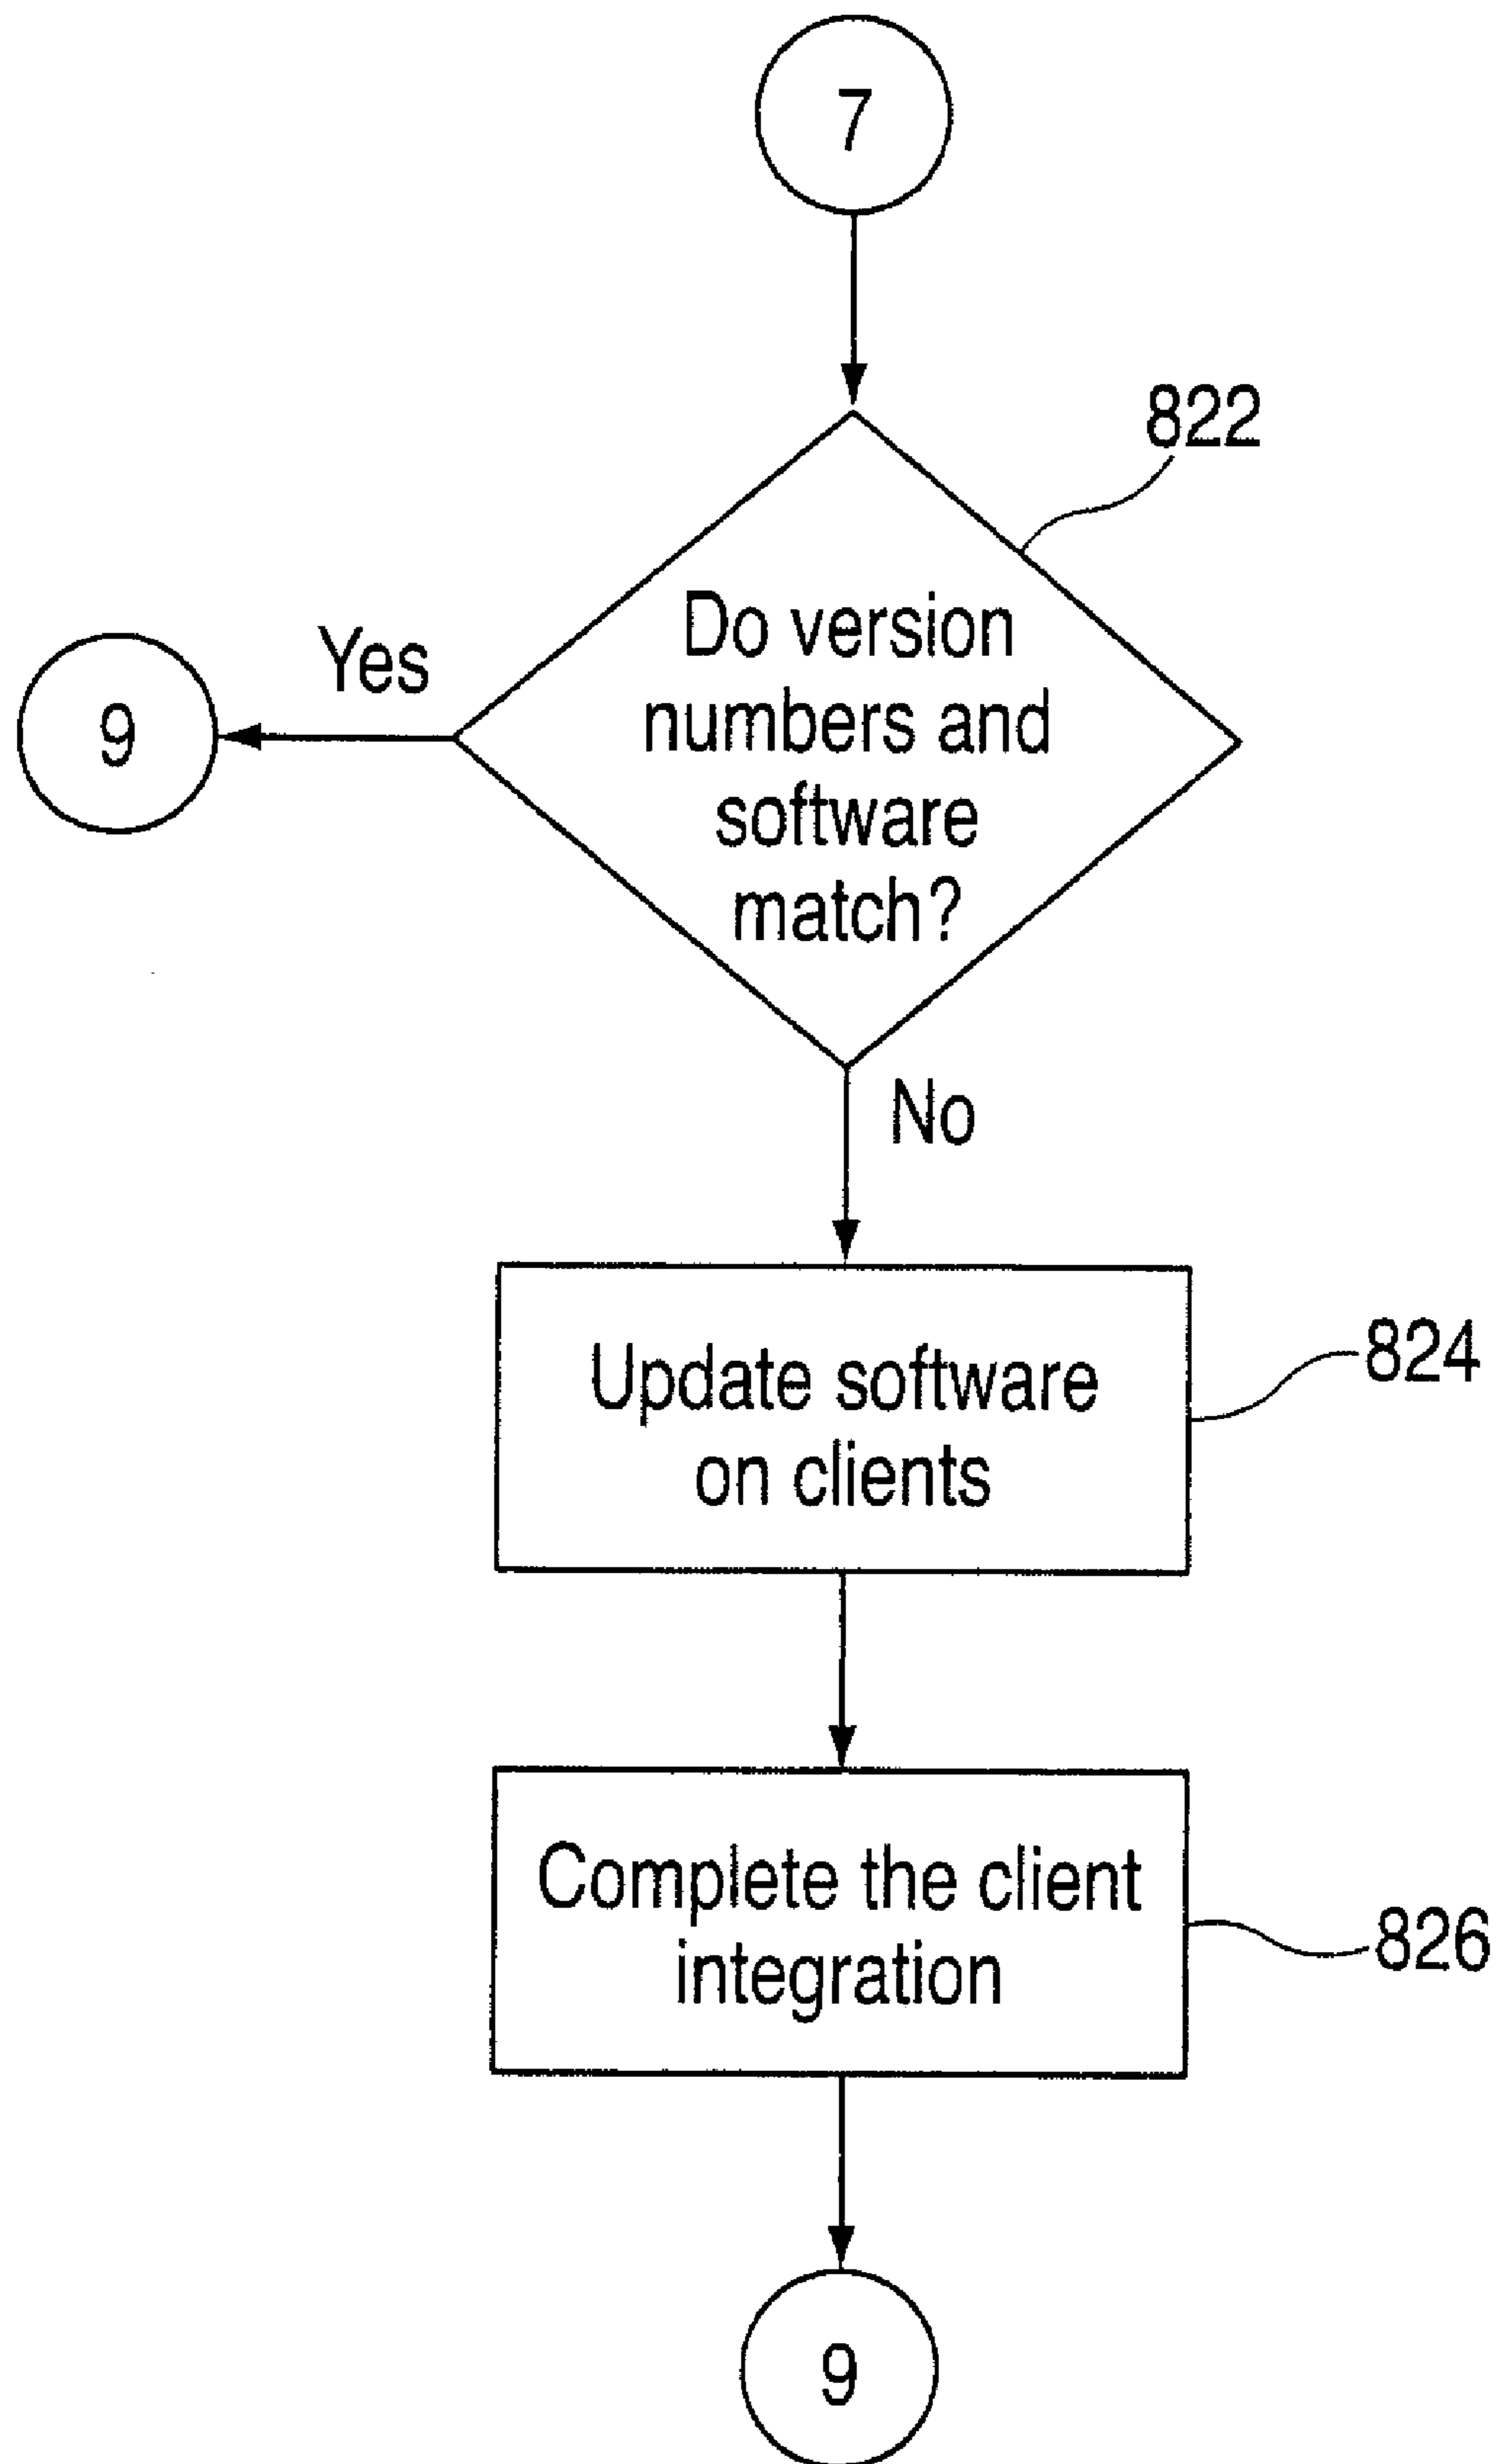 7
822
Do version
numbers and
software
match?
Yes
9
No
Update software
on clients
824
Complete the client
integration
826
9